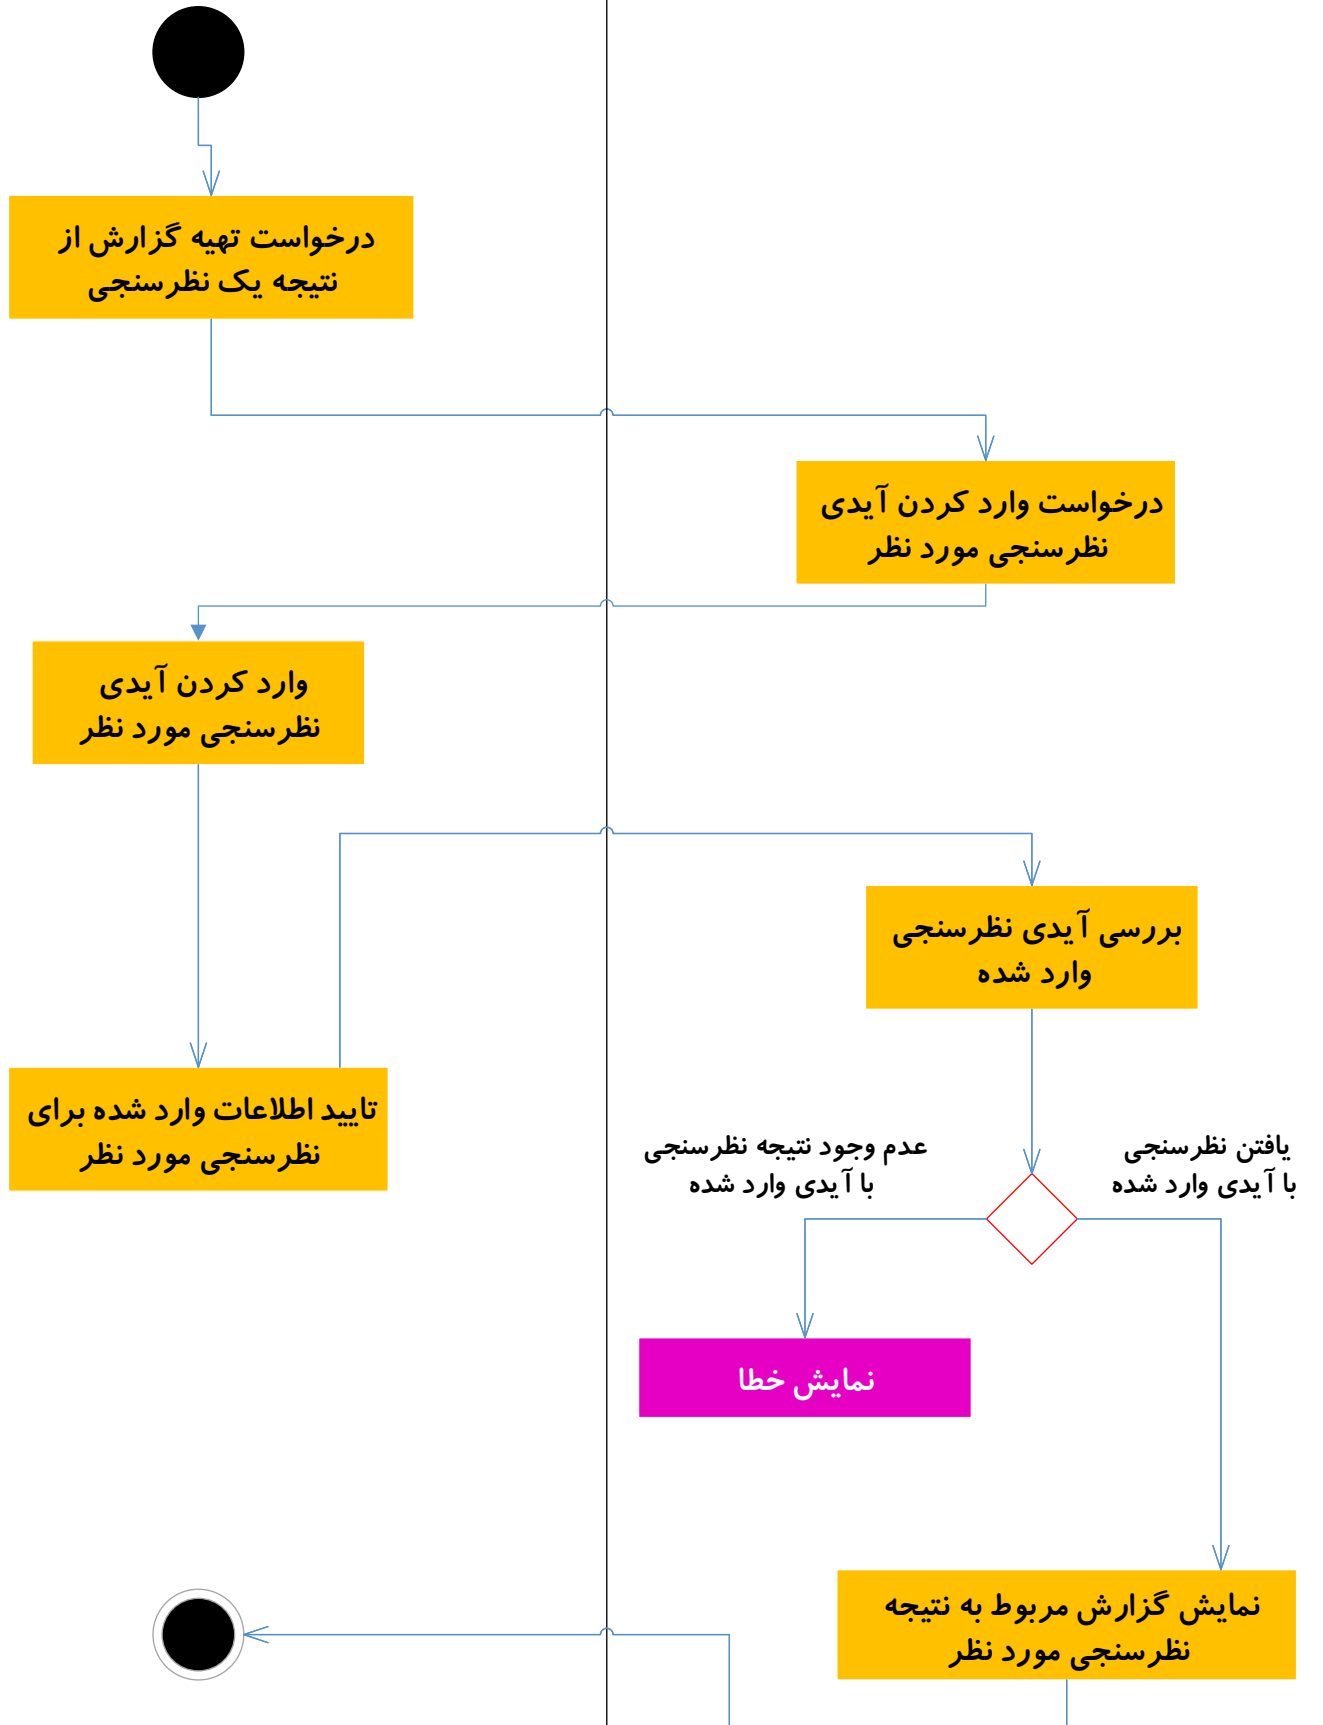 درخواست تهیه گزارش از
نتیجه یک نظرسنجی
درخواست وارد کردن آیدی
نظرسنجی مورد نظر
وارد کردن آیدی
نظرسنجی مورد نظر
بررسی آیدی نظرسنجی
وارد شده
تایید اطلاعات وارد شده برای
نظرسنجی مورد نظر
یافتن نظرسنجی
با آیدی وارد شده
عدم وجود نتیجه نظرسنجی
با آیدی وارد شده
نمایش خطا
نمایش گزارش مربوط به نتیجه
نظرسنجی مورد نظر